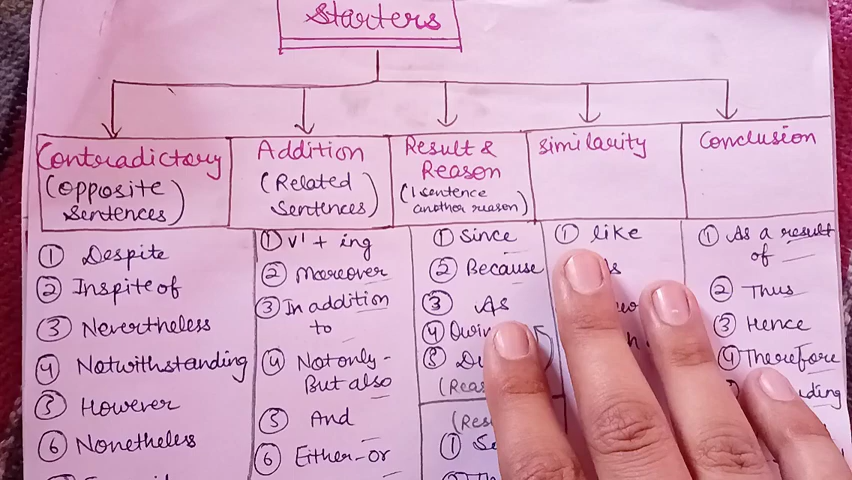 Starters
Contradictory
(Opposite
Sentences)
① Despite
② Inspite of
③ Nevertheless
④ Notwithstanding
⑤ However
⑥ Nonetheless
Addition
(Related
Sentences)
① V¹ + ing
② Moreover
③ In addition
to
④ Not only-
But also
⑤ And
⑥ Either-or
Result &
Reason
(1 sentence
another reason)
① Since
② Because
③ As
④
⑧
①
Similarity
① like
Conclusion
① As a result
of
② Thus
③ Hence
④ Therefore